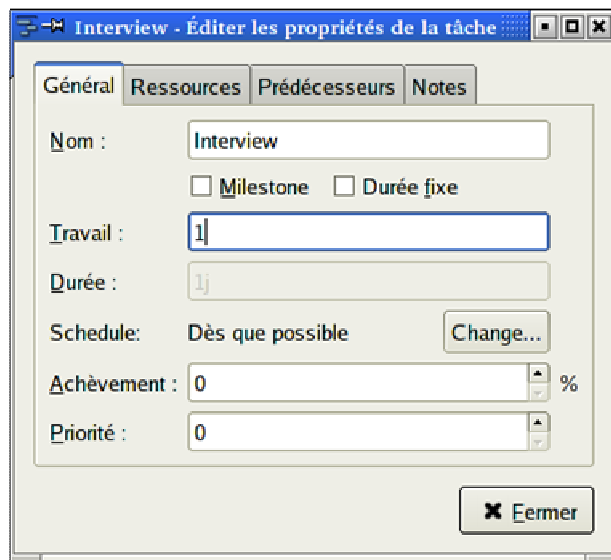 Interview - Éditer les propriétés de la tâche
Général Ressources Prédécesseurs Notes
Nom : Interview
Milestone Durée fixe
Travail : 1
Durée : 1j
Schedule: Dès que possible Change...
Achèvement : 0 %
Priorité : 0
Fermer